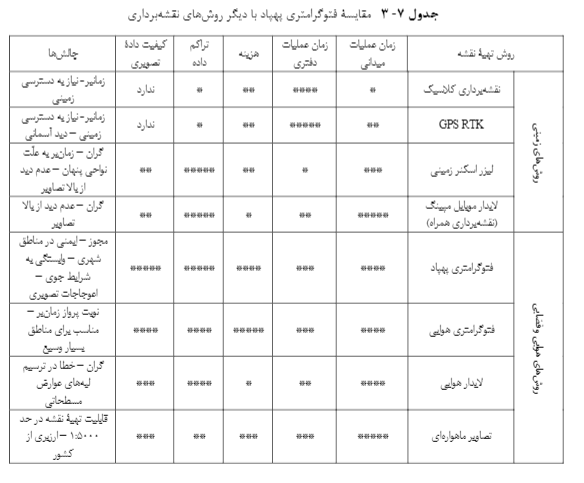 جدول ۷- ۳ مقایسهٔ فتوگرامتری پهپاد با دیگر روش‌های نقشه‌برداری
روش تهیهٔ نقشه
زمان عملیات
میدانی
زمان عملیات
دفتری
هزینه
تراکم
داده
کیفیت دادهٔ
تصویری
چالش‌ها
روش‌های زمینی
نقشه‌برداری کلاسیک
*
****
**
*
ندارد
زمانبر-نیاز به دسترسی
زمینی
GPS RTK
**
*****
**
*
ندارد
زمانبر-نیاز به دسترسی
زمینی – دید آسمانی
لیزر اسکنر زمینی
***
*
**
*****
**
گران – زمان‌بر به علّت
نواحی پنهان – عدم دید
از بالا تصاویر
لایدار موبایل مپینگ
(نقشه‌برداری همراه)
*****
**
*
*****
**
گران – عدم دید از بالا
تصاویر
روش‌های هوایی و فضایی
فتوگرامتری پهپاد
****
***
****
*****
*****
مجوز – ایمنی در مناطق
شهری – وابستگی به
شرایط جوی –
اعوجاجات تصویری
فتوگرامتری هوایی
****
***
*****
****
****
نوبت پرواز زمان‌بر –
مناسب برای مناطق
بسیار وسیع
لایدار هوایی
****
**
*
****
***
گران – خطا در ترسیم
لبه‌های عوارض
مسطحاتی
تصاویر ماهواره‌ای
*****
***
***
**
***
قابلیت تهیهٔ نقشه در حد
۱:۵۰۰۰ – ارزبری از
کشور